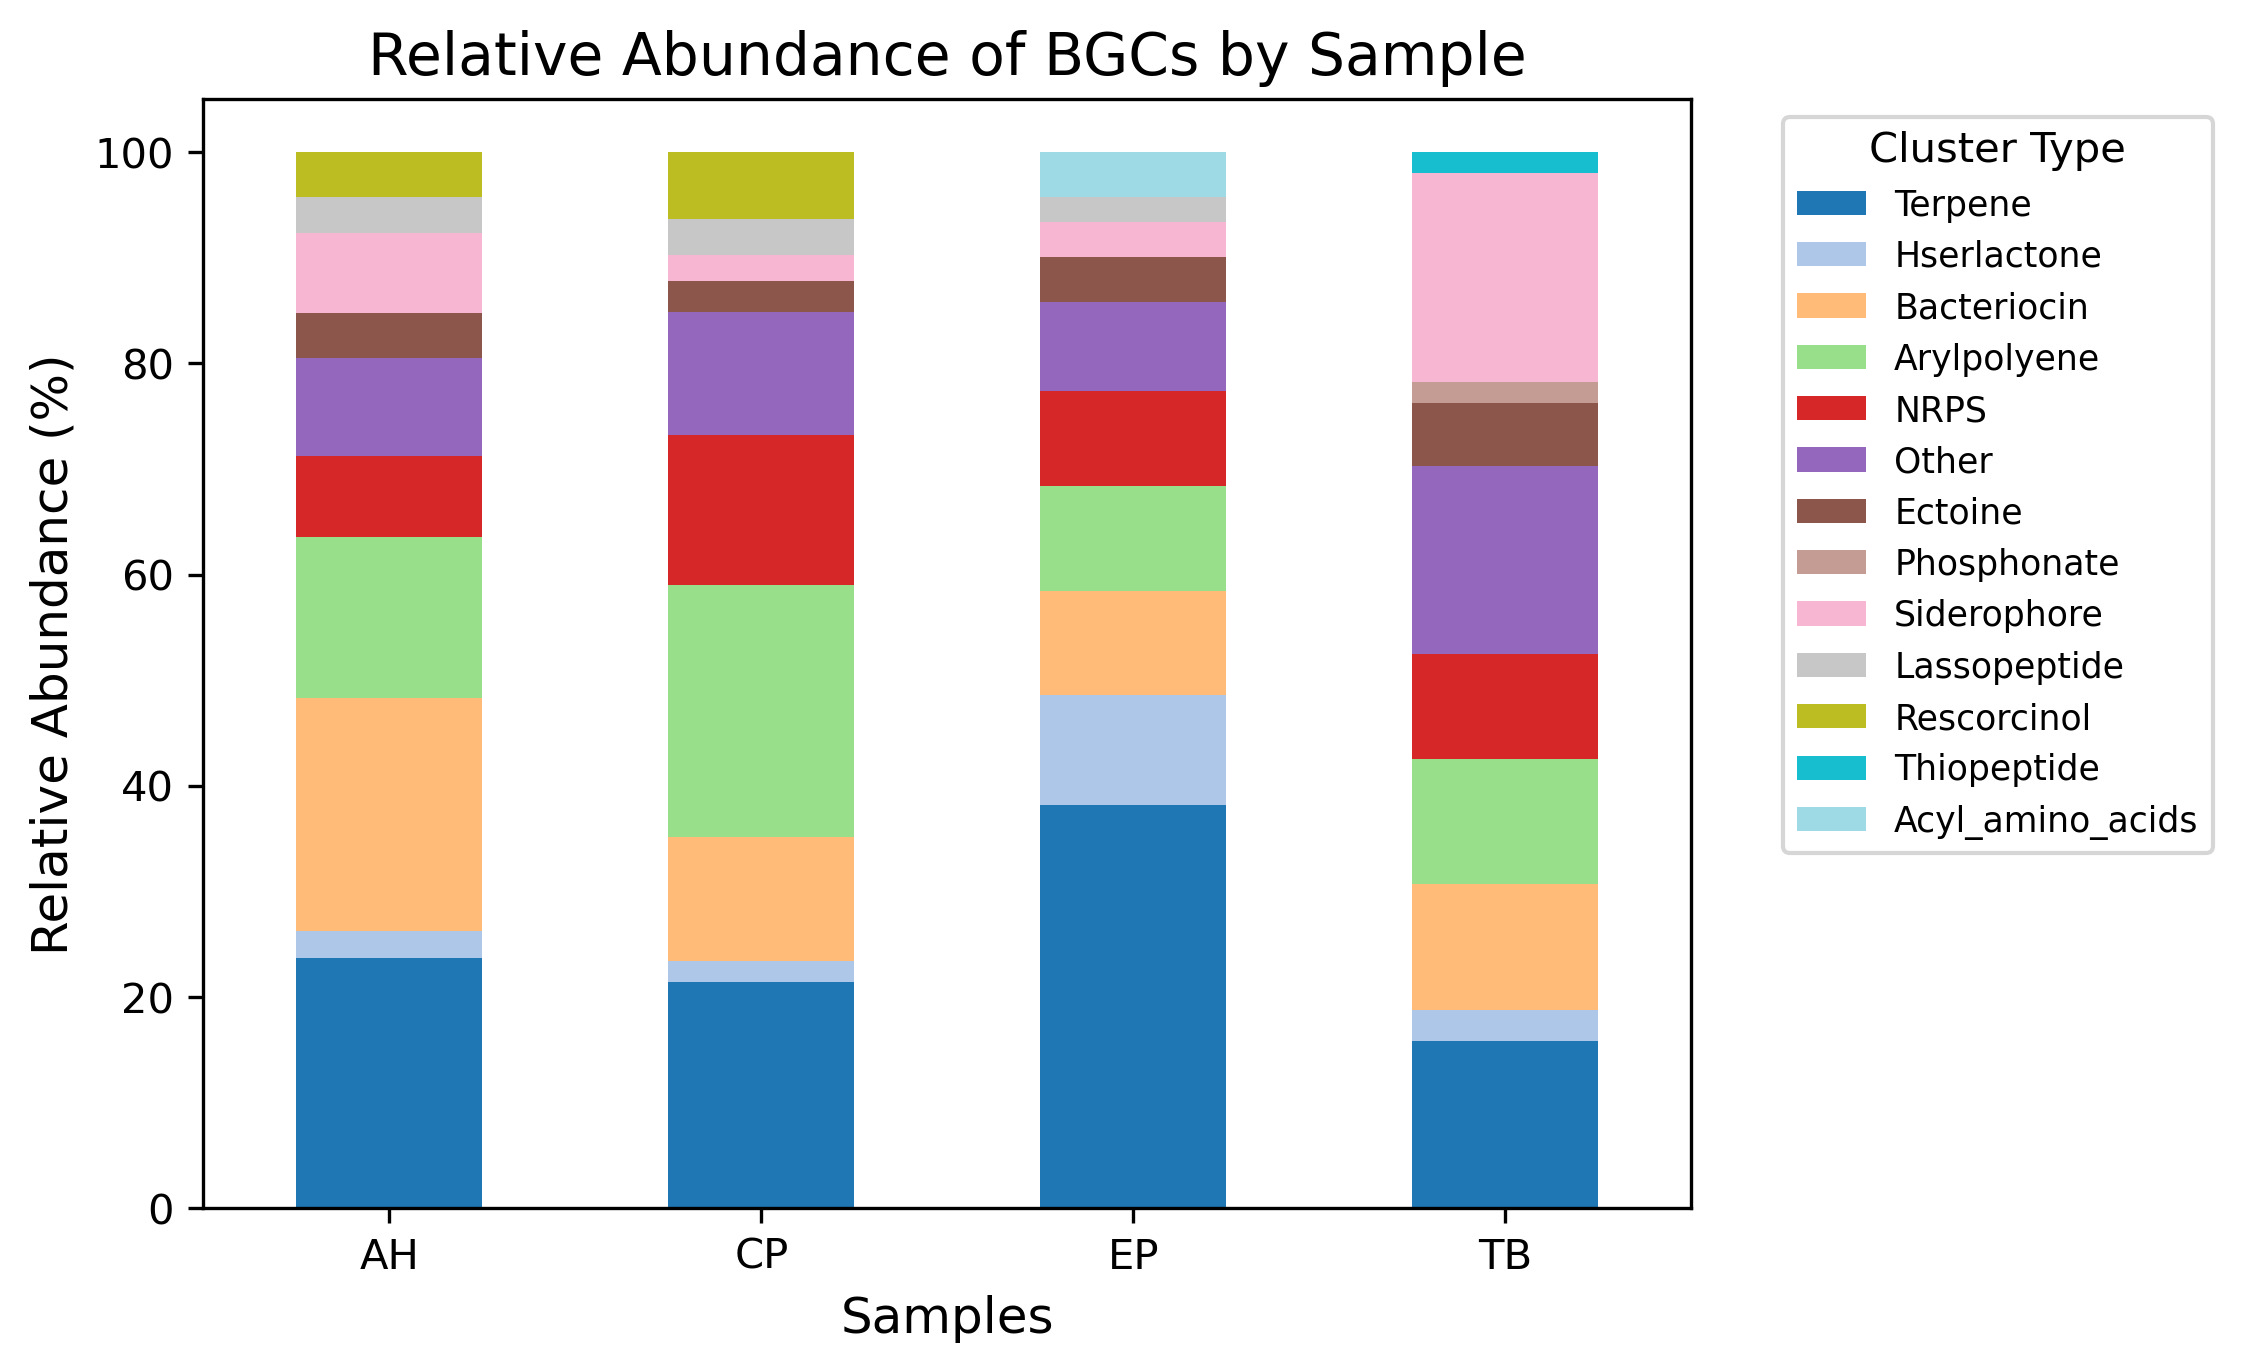 Relative Abundance of BGCs by Sample
Relative Abundance (%)
100
80
60
40
20
0
AH
CP
EP
TB
Samples
Cluster Type
Terpene
Hserlactone
Bacteriocin
Arylpolyene
NRPS
Other
Ectoine
Phosphonate
Siderophore
Lassopeptide
Rescorcinol
Thiopeptide
Acyl_amino_acids